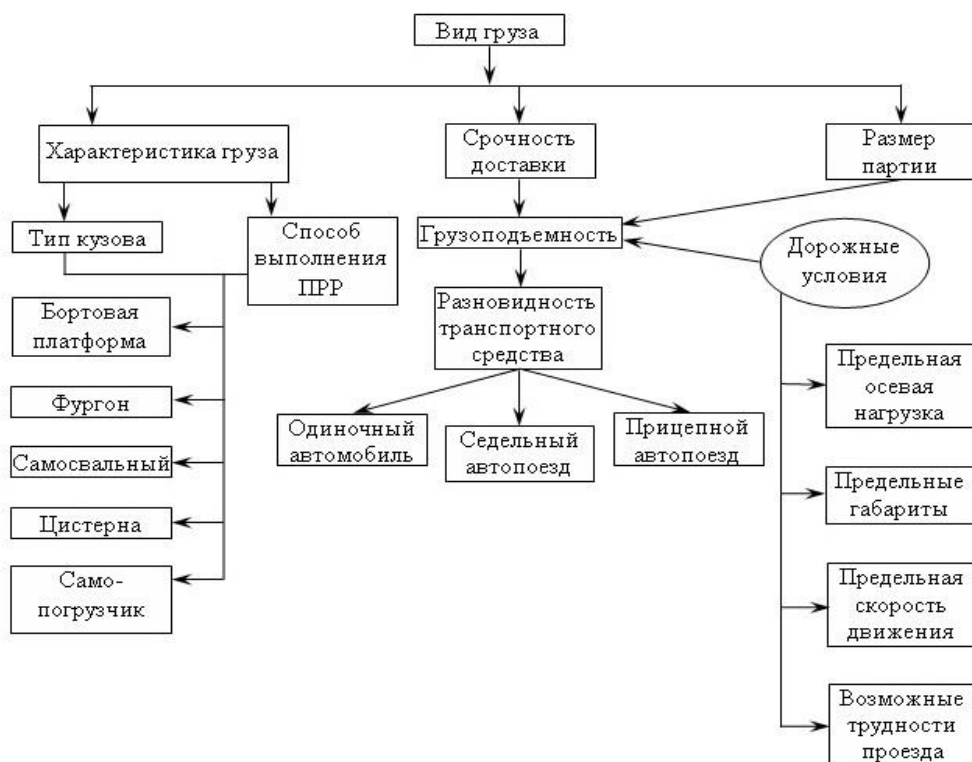 Вид груза
Характеристика груза
Срочность
доставки
Размер
партии
Тип кузова
Способ
выполнения
ПРР
Грузоподъемность
Дорожные
условия
Бортовая
платформа
Разновидность
транспортного
средства
Предельная
осевая
нагрузка
Фургон
Одиночный
автомобиль
Седельный
автопоезд
Прицепной
автопоезд
Самосвальный
Предельные
габариты
Цистерна
Само-
погрузчик
Предельная
скорость
движения
Возможные
трудности
проезда